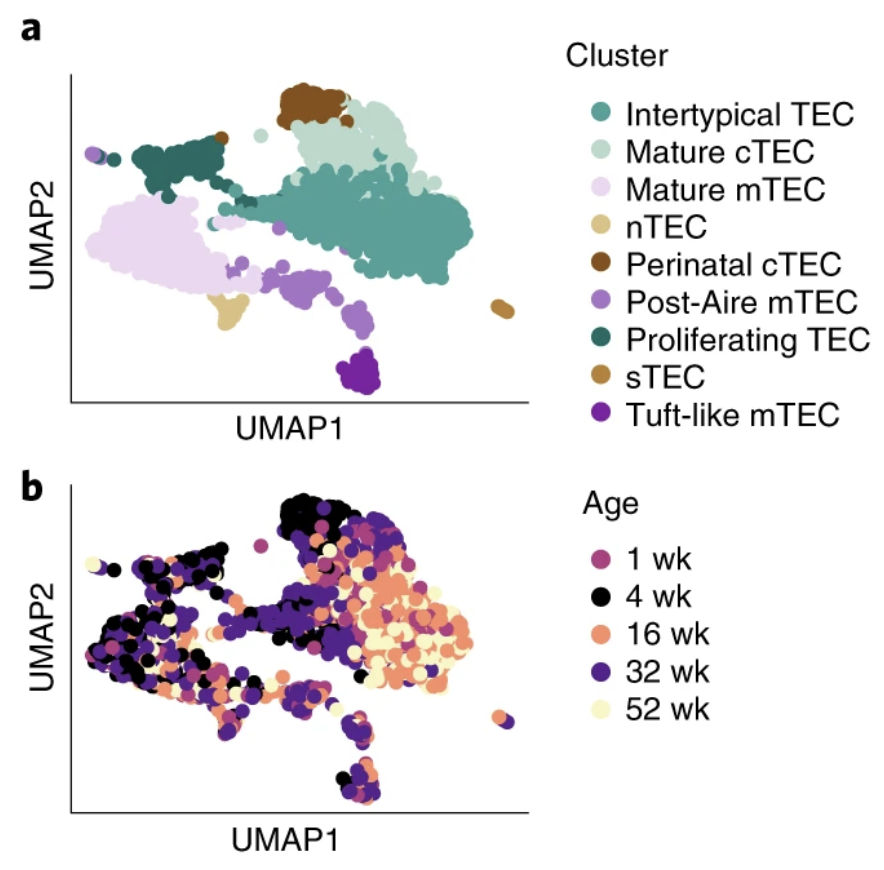 a
Cluster
Intertypical TEC
Mature cTEC
Mature mTEC
nTEC
Perinatal cTEC
Post-Aire mTEC
Proliferating TEC
sTEC
Tuft-like mTEC
UMAP2
UMAP1
b
Age
1 wk
4 wk
16 wk
32 wk
52 wk
UMAP2
UMAP1